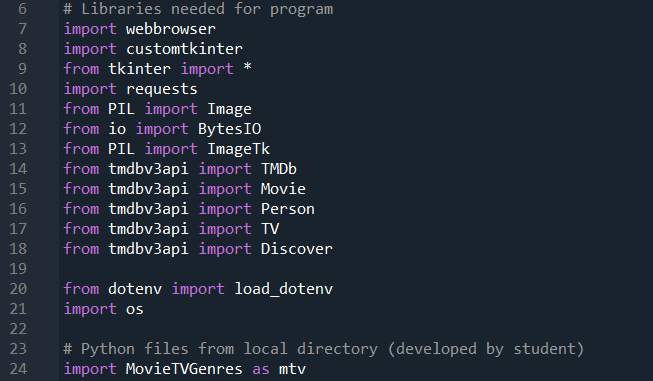 6 # Libraries needed for program
7 import webbrowser
8 import customtkinter
9 from tkinter import *
10 import requests
11 from PIL import Image
12 from io import BytesIO
13 from PIL import ImageTk
14 from tmdbv3api import TMDb
15 from tmdbv3api import Movie
16 from tmdbv3api import Person
17 from tmdbv3api import TV
18 from tmdbv3api import Discover
19
20 from dotenv import load_dotenv
21 import os
22
23 # Python files from local directory (developed by student)
24 import MovieTVGenres as mtv